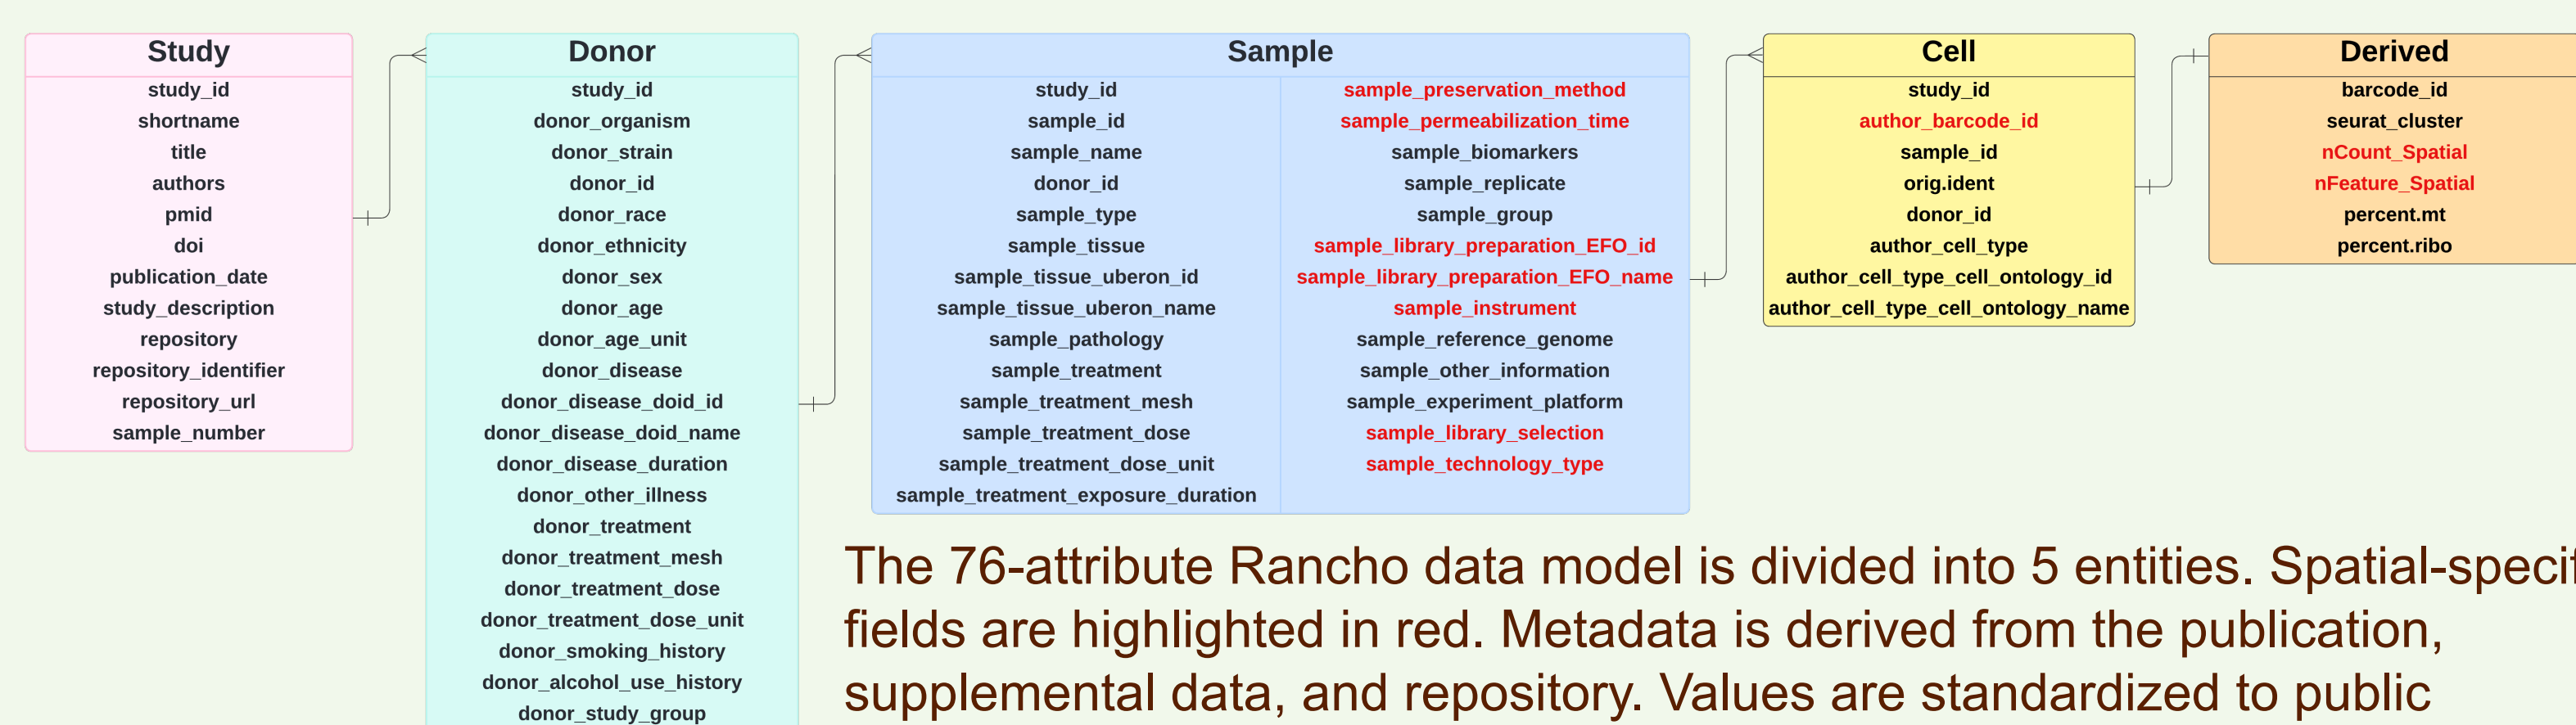 Study
study_id
shortname
title
authors
pmid
doi
publication_date
study_description
repository
repository_identifier
repository_url
sample_number
Donor
study_id
donor_organism
donor_strain
donor_id
donor_race
donor_ethnicity
donor_sex
donor_age
donor_age_unit
donor_disease
donor_disease_doid_id
donor_disease_doid_name
donor_disease_duration
donor_other_illness
donor_treatment
donor_treatment_mesh
donor_treatment_dose
donor_treatment_dose_unit
donor_smoking_history
donor_alcohol_use_history
donor_study_group
Sample
study_id
sample_id
sample_name
donor_id
sample_type
sample_tissue
sample_tissue_uberon_id
sample_tissue_uberon_name
sample_pathology
sample_treatment
sample_treatment_mesh
sample_treatment_dose
sample_treatment_dose_unit
sample_treatment_exposure_duration
sample_preservation_method
sample_permeabilization_time
sample_biomarkers
sample_replicate
sample_group
sample_library_preparation_EFO_id
sample_library_preparation_EFO_name
sample_instrument
sample_reference_genome
sample_other_information
sample_experiment_platform
sample_library_selection
sample_technology_type
Cell
study_id
author_barcode_id
sample_id
orig.ident
donor_id
author_cell_type
author_cell_type_cell_ontology_id
author_cell_type_cell_ontology_name
Derived
barcode_id
seurat_cluster
nCount_Spatial
nFeature_Spatial
percent.mt
percent.ribo
The 76-attribute Rancho data model is divided into 5 entities. Spatial-specif
fields are highlighted in red. Metadata is derived from the publication,
supplemental data, and repository. Values are standardized to public